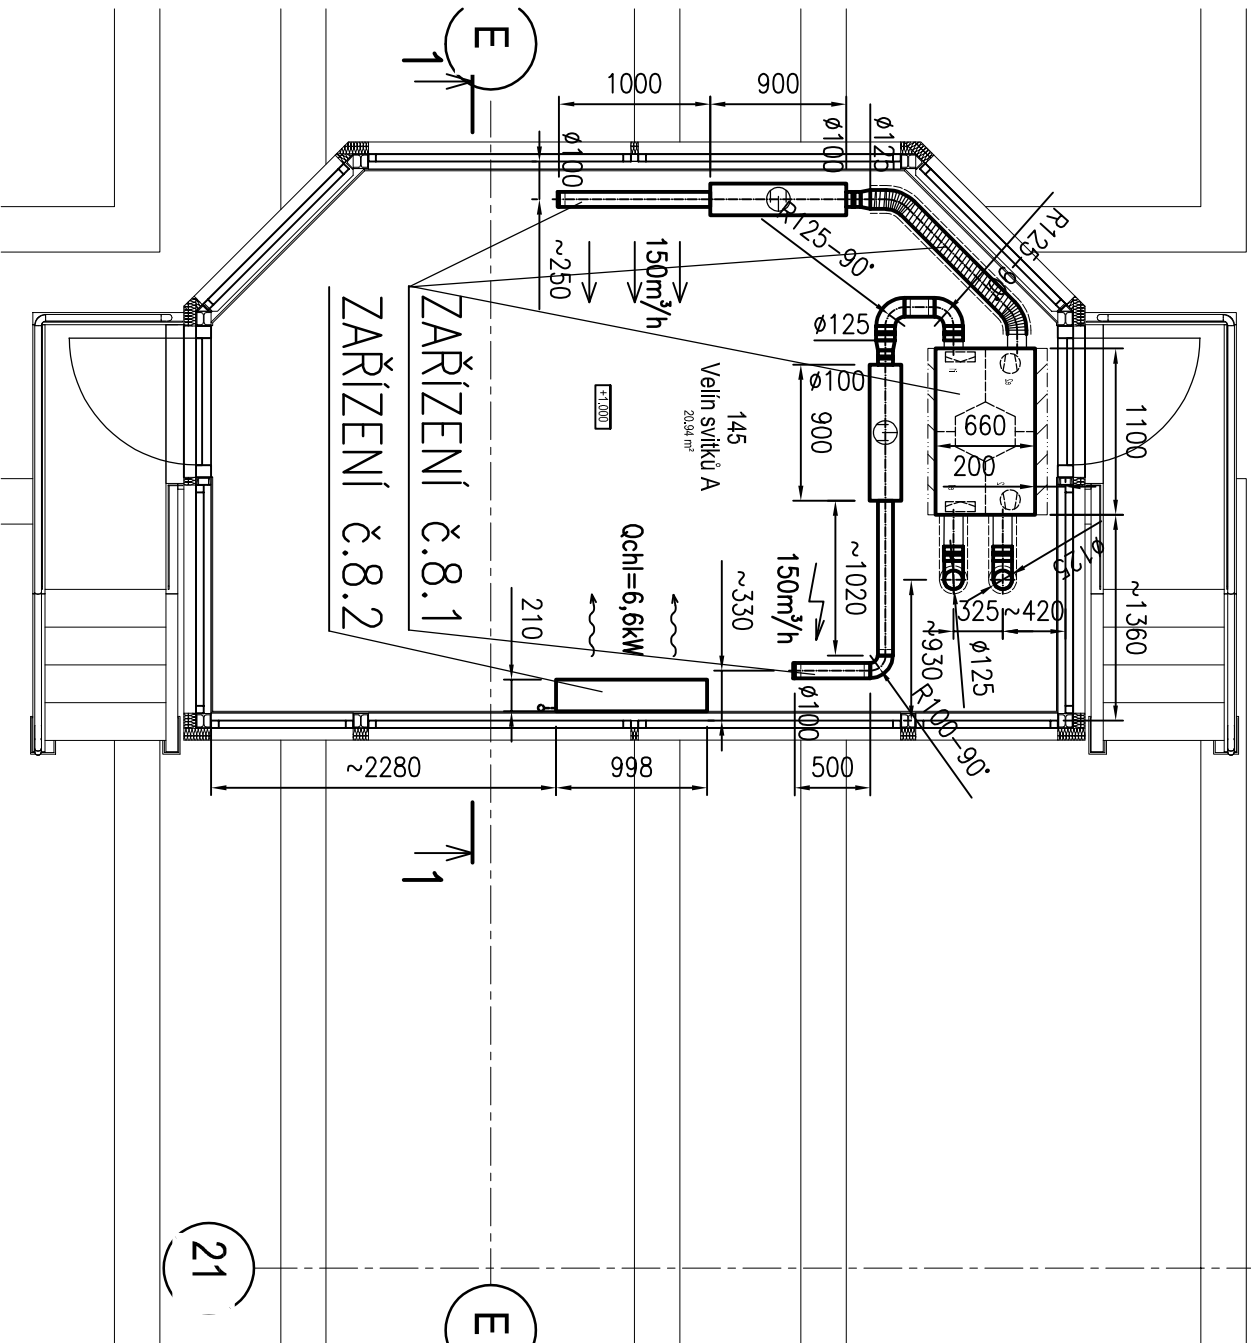 E
1
1000
900
ø100
ø100
ø125
R125-90°
R125-90°
~250
150m³/h
ø125
ø100
900
ZAŘÍZENÍ Č.8.1
ZAŘÍZENÍ Č.8.2
145
Velín svitků A
20.94 m²
+1.000
660
200
1100
Qchl=6,6kW
150m³/h
~1020
~330
210
ø125
325
~420
~1360
~930
ø125
ø100
R100-90°
~2280
998
500
1
21
E